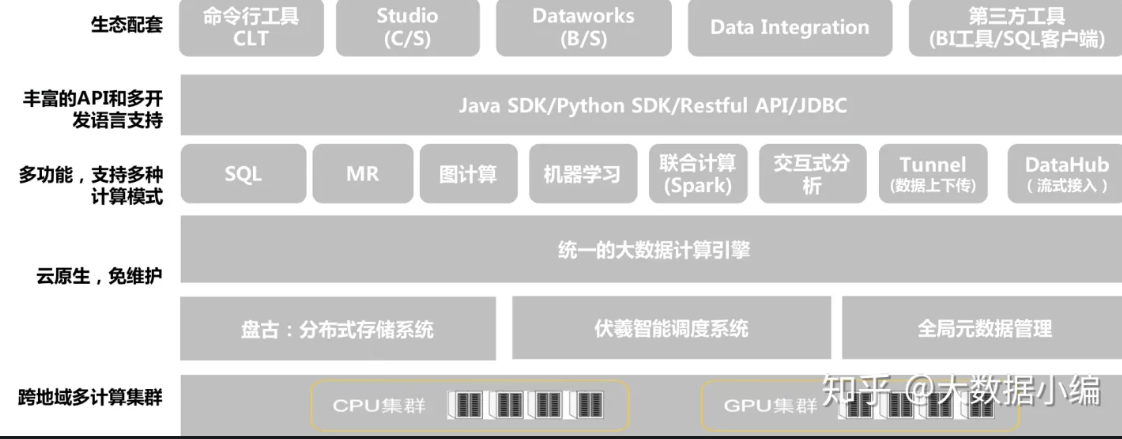 生态配套
命令行工具
CLT
Studio
(C/S)
Dataworks
(B/S)
Data Integration
第三方工具
(BI工具/SQL客户端)
丰富的API和多开
发语言支持
Java SDK/Python SDK/Restful API/JDBC
多功能，支持多种
计算模式
SQL
MR
图计算
机器学习
联合计算
(Spark)
交互式分
析
Tunnel
(数据上下传)
DataHub
（流式接入）
云原生，免维护
统一的大数据计算引擎
盘古：分布式存储系统
伏羲智能调度系统
全局元数据管理
跨地域多计算集群
CPU集群
GPU集群
知乎 @大数据小编